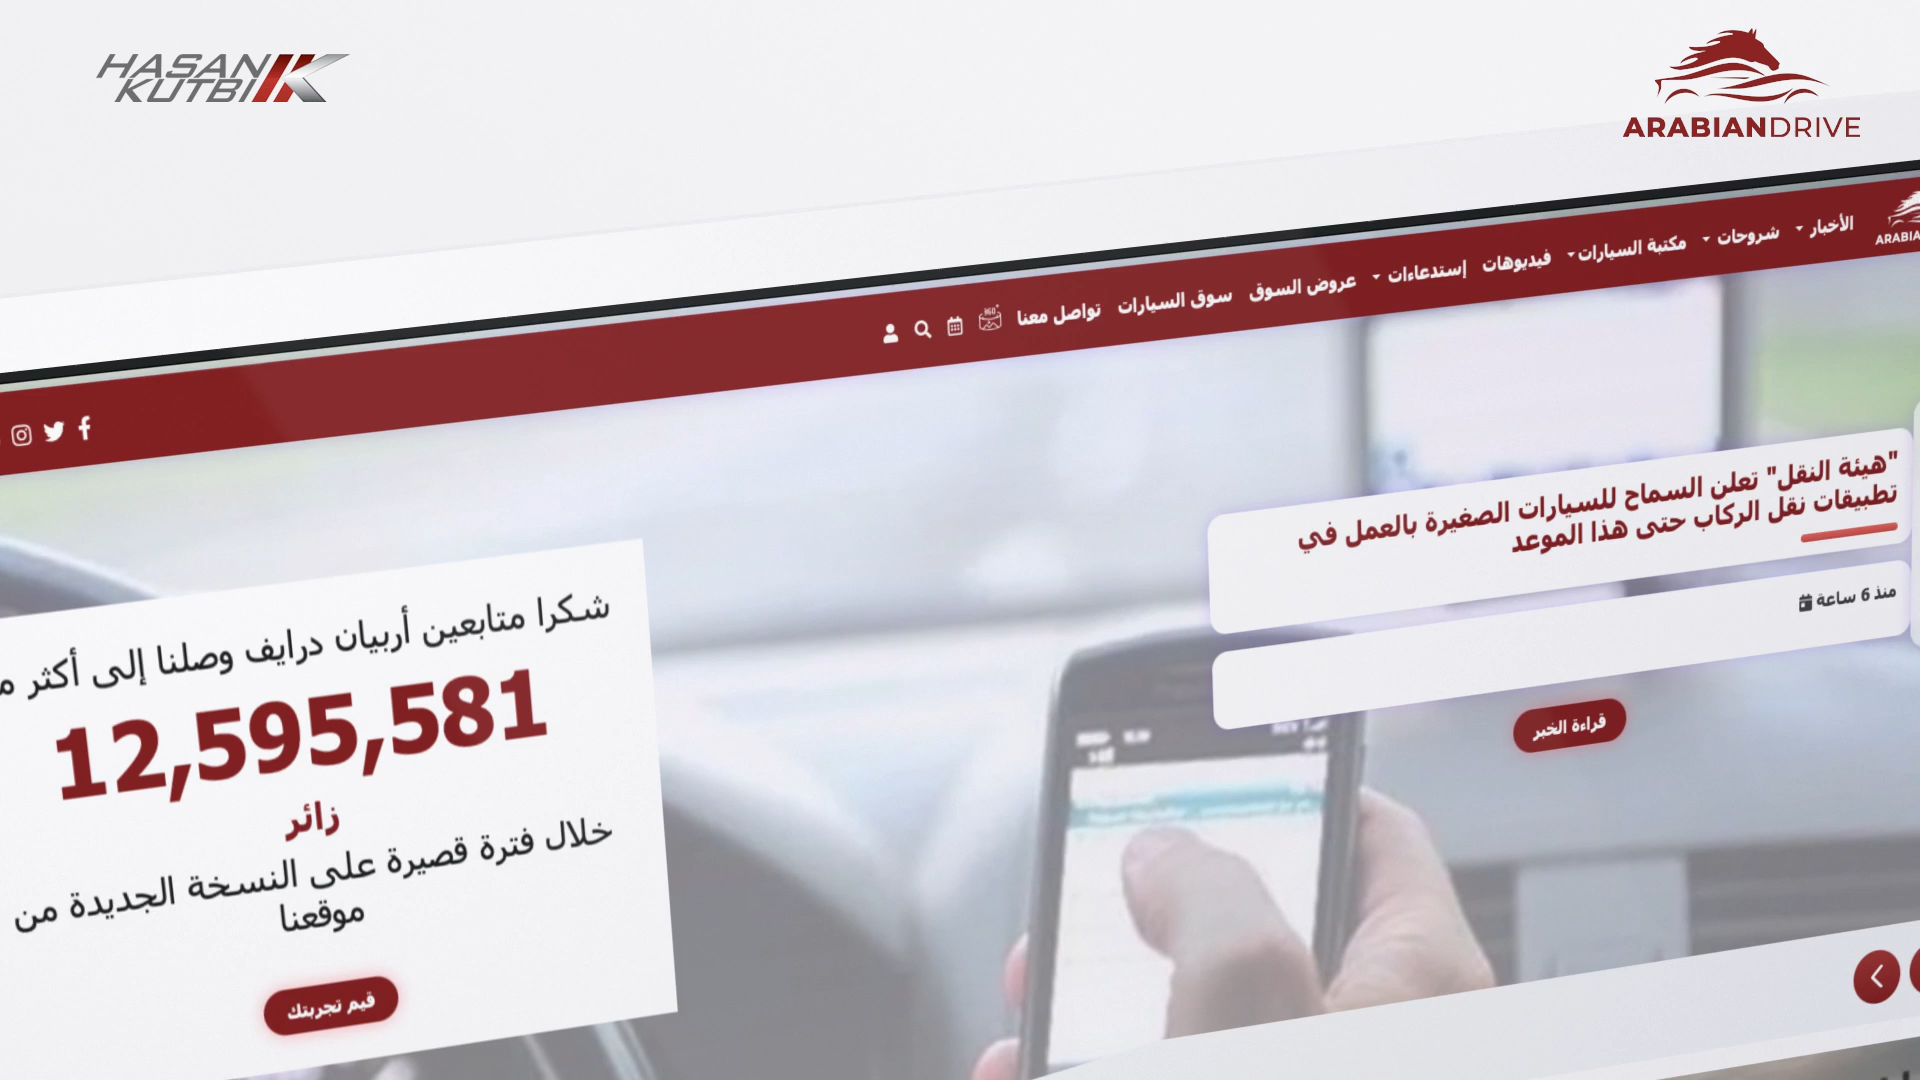 HASAN
KUTBI
ARABIANDRIVE
الأخبار
شروحات
مكتبة السيارات
فيديوهات
إستدعاءات
عروض السوق
سوق السيارات
تواصل معنا
"هيئة النقل" تعلن السماح للسيارات الصغيرة بالعمل في
تطبيقات نقل الركاب حتى هذا الموعد
منذ 6 ساعة
قراءة الخبر
شكرا متابعين أربيان درايف وصلنا إلى أكثر
12,595,581
زائر
خلال فترة قصيرة على النسخة الجديدة من
موقعنا
قيم تجربتك